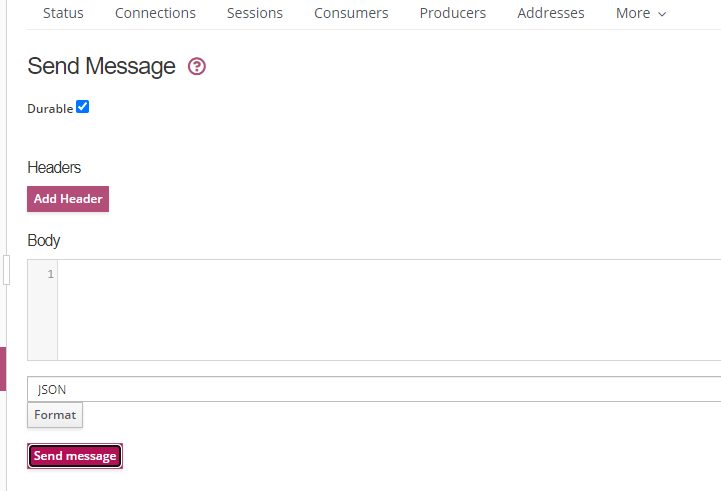 Status Connections Sessions Consumers Producers Addresses More
Send Message ?
Durable
Headers
Add Header
Body
1
JSON
Format
Send message